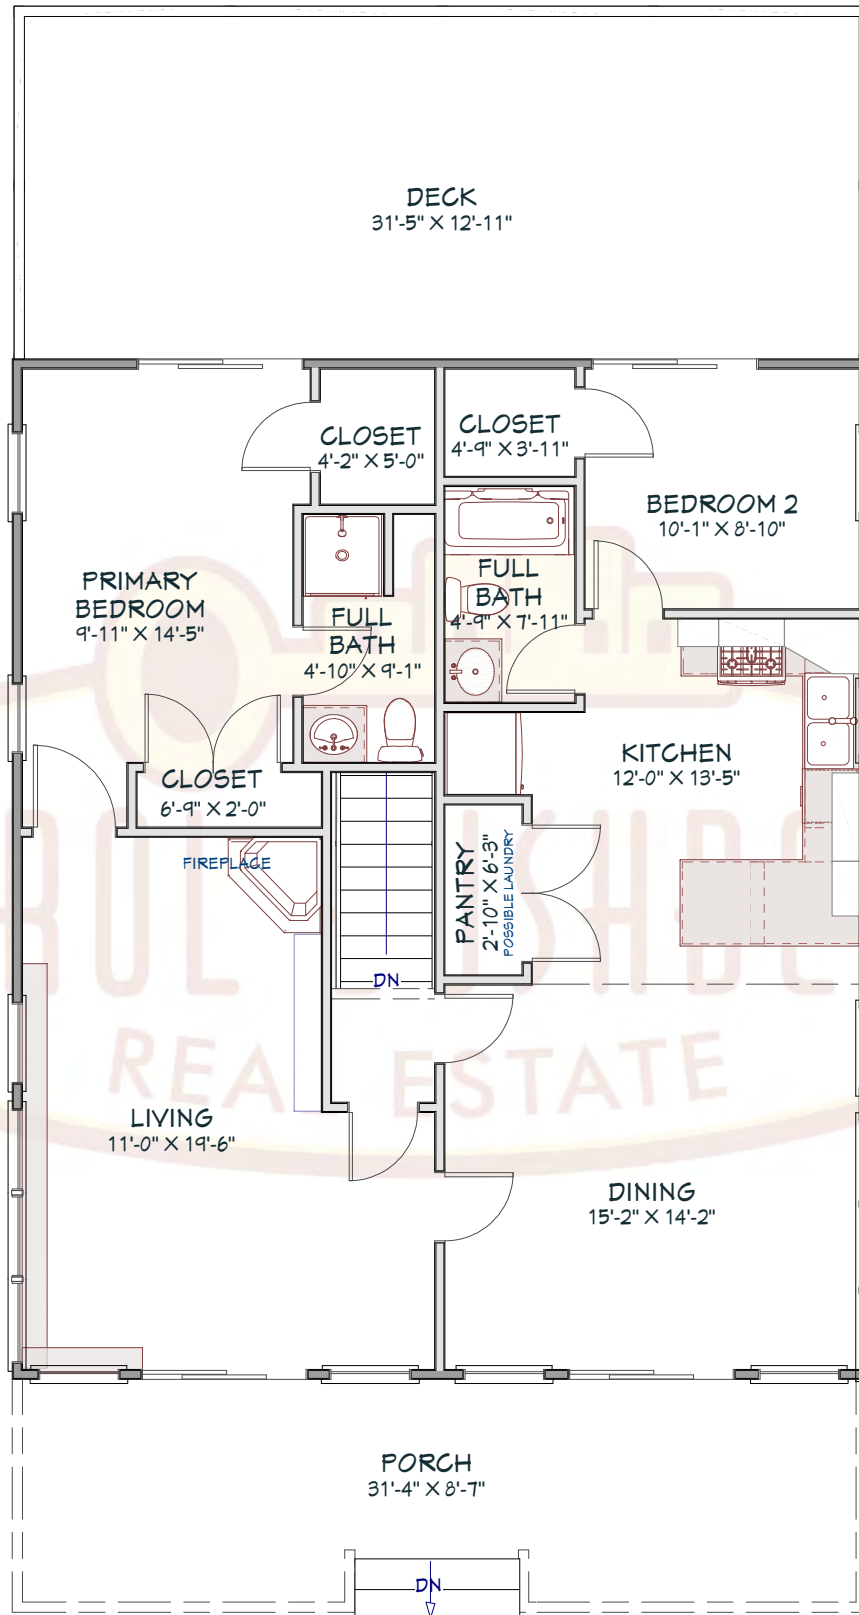 DECK
31'-5" X 12'-11"
CLOSET
4'-2" X 5'-0"
CLOSET
4'-9" X 3'-11"
BEDROOM 2
10'-1" X 8'-10"
PRIMARY
BEDROOM
9'-11" X 14'-5"
FULL
BATH
4'-10" X 9'-1"
FULL
BATH
4'-9" X 7'-11"
CLOSET
6'-9" X 2'-0"
KITCHEN
12'-0" X 13'-5"
FIREPLACE
PANTRY
2'-10" X 6'-3"
POSSIBLE LAUNDRY
DN
REAL ESTATE
LIVING
11'-0" X 19'-6"
DINING
15'-2" X 14'-2"
PORCH
31'-4" X 8'-7"
DN